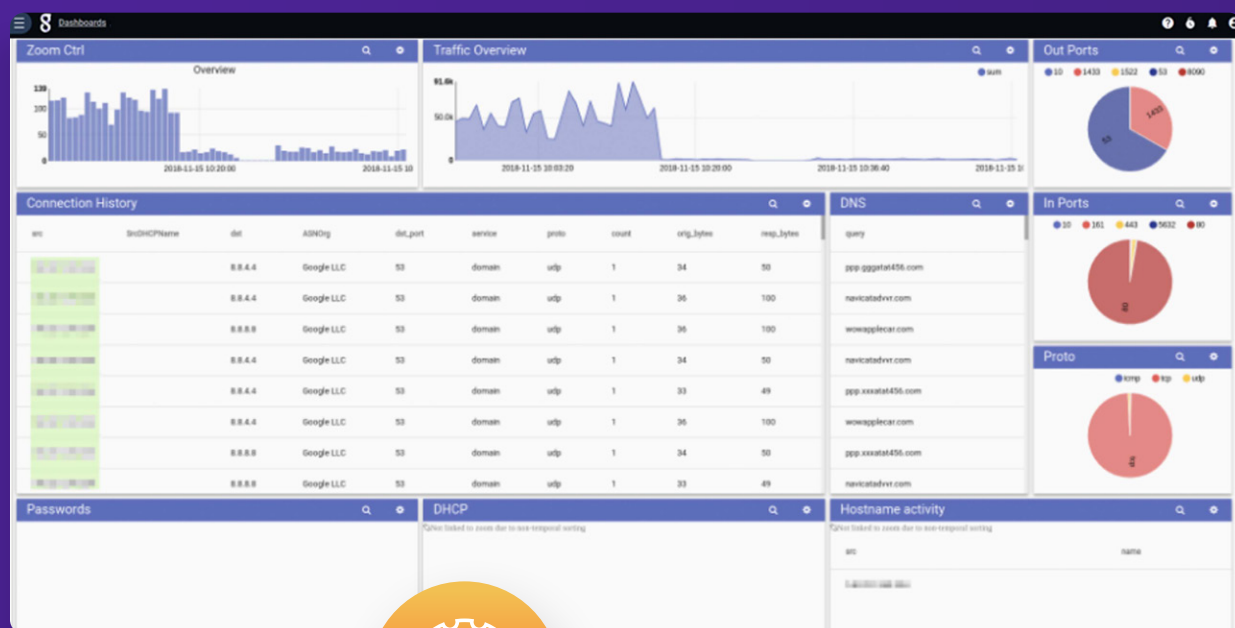 Dashboards
Zoom Ctrl
Overview
139
100
50
0
2018-11-15 10:20:00
2018-11-15 10
Traffic Overview
sum
91.6k
50.0k
0
2018-11-15 10:03:20
2018-11-15 10:20:00
2018-11-15 10:36:40
2018-11-15 1
Out Ports
10 1433 1522 53 8090
1433
53
Connection History
src SrcDHCPName dst ASNOrg dst_port service proto count orig_bytes resp_bytes
8.8.4.4 Google LLC 53 domain udp 1 34 50
8.8.4.4 Google LLC 53 domain udp 1 36 100
8.8.8.8 Google LLC 53 domain udp 1 36 100
8.8.4.4 Google LLC 53 domain udp 1 34 50
8.8.4.4 Google LLC 53 domain udp 1 33 49
8.8.4.4 Google LLC 53 domain udp 1 36 100
8.8.8.8 Google LLC 53 domain udp 1 34 50
8.8.8.8 Google LLC 53 domain udp 1 33 49
DNS
query
ppp.gggatat456.com
navicatadvvr.com
wowapplecar.com
navicatadvvr.com
ppp.xxxatat456.com
wowapplecar.com
ppp.xxxatat456.com
navicatadvvr.com
In Ports
10 161 443 5632 80
80
Proto
icmp tcp udp
tcp
Passwords
DHCP
Not linked to zoom due to non-temporal sorting
Hostname activity
Not linked to zoom due to non-temporal sorting
src name